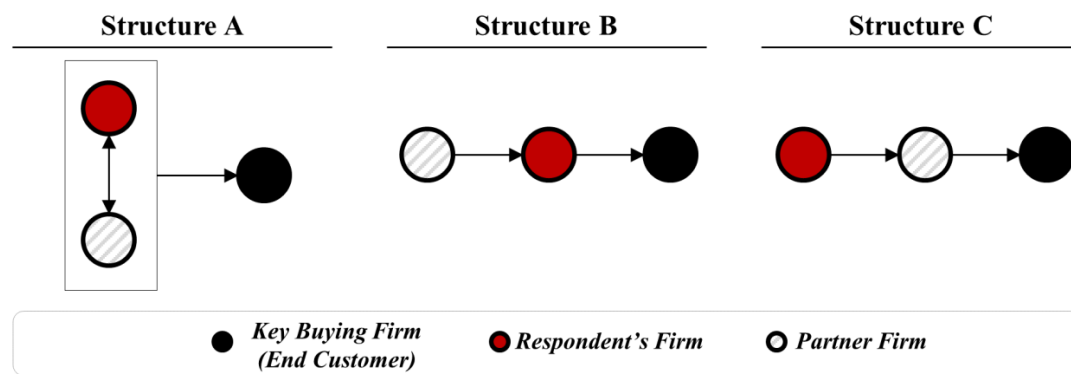 Structure A
Structure B
Structure C
Key Buying Firm
(End Customer)
Respondent’s Firm
Partner Firm